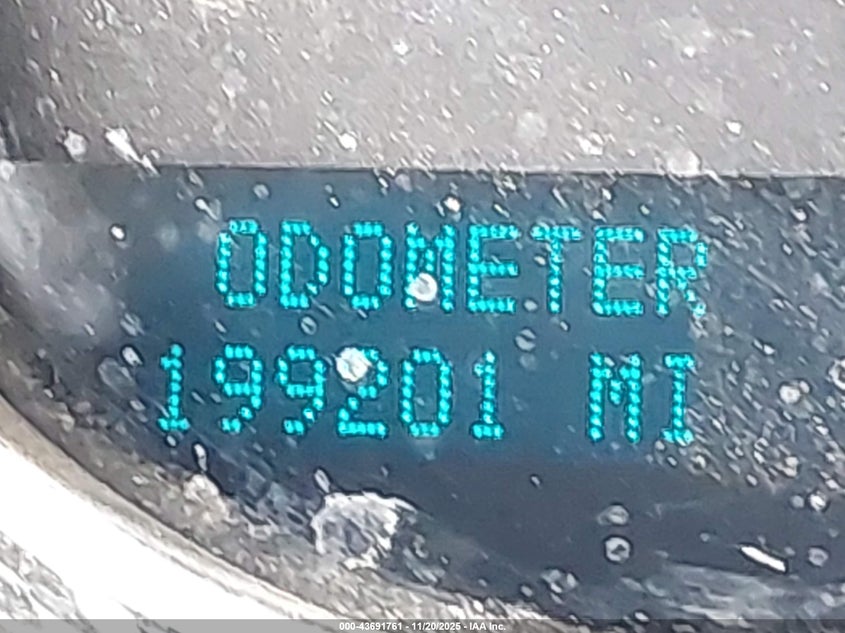 ODOMETER
199201 MI
000-43691761 - 11/20/2025 - IAA Inc.